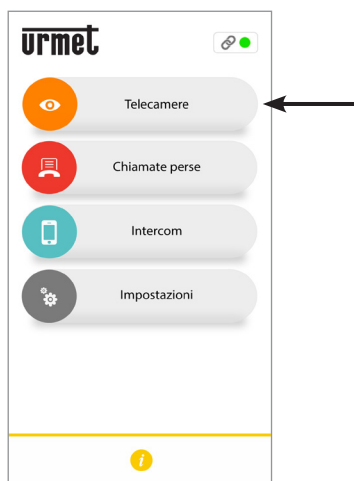 urmet
Telecamere
Chiamate perse
Intercom
Impostazioni
i